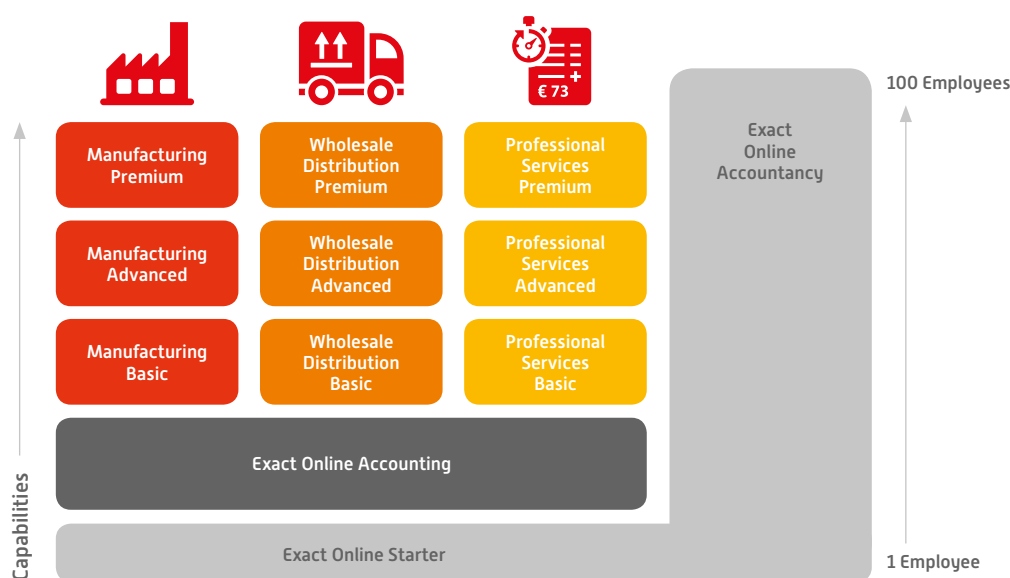 € 73
100 Employees
Manufacturing
Premium
Wholesale
Distribution
Premium
Professional
Services
Premium
Exact
Online
Accountancy
Manufacturing
Advanced
Wholesale
Distribution
Advanced
Professional
Services
Advanced
Manufacturing
Basic
Wholesale
Distribution
Basic
Professional
Services
Basic
Exact Online Accounting
Capabilities
Exact Online Starter
1 Employee